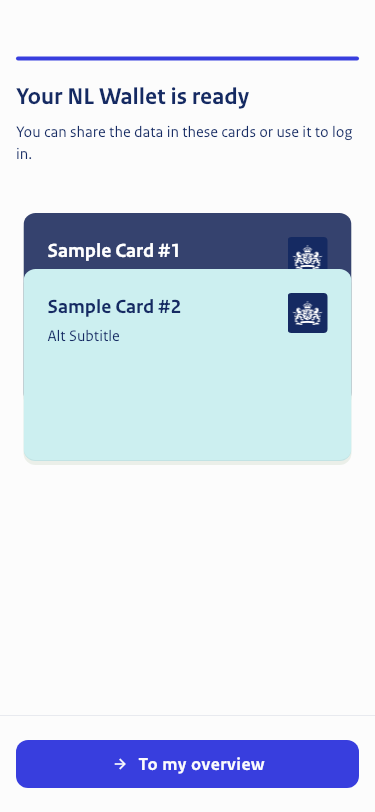 Your NL Wallet is ready
You can share the data in these cards or use it to log
in.
Sample Card #1
Sample Card #2
Alt Subtitle
To my overview